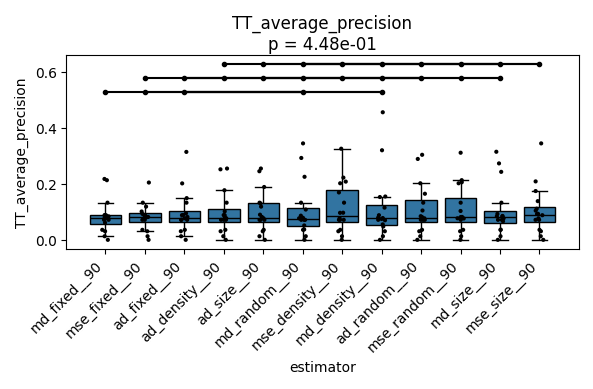 TT_average_precision
p = 4.48e-01
TT_average_precision
0.6
0.4
0.2
0.0
md_fixed__90
mse_fixed__90
ad_fixed__90
ad_density__90
ad_size__90
md_random__90
mse_density__90
md_density__90
ad_random__90
mse_random__90
md_size__90
mse_size__90
estimator